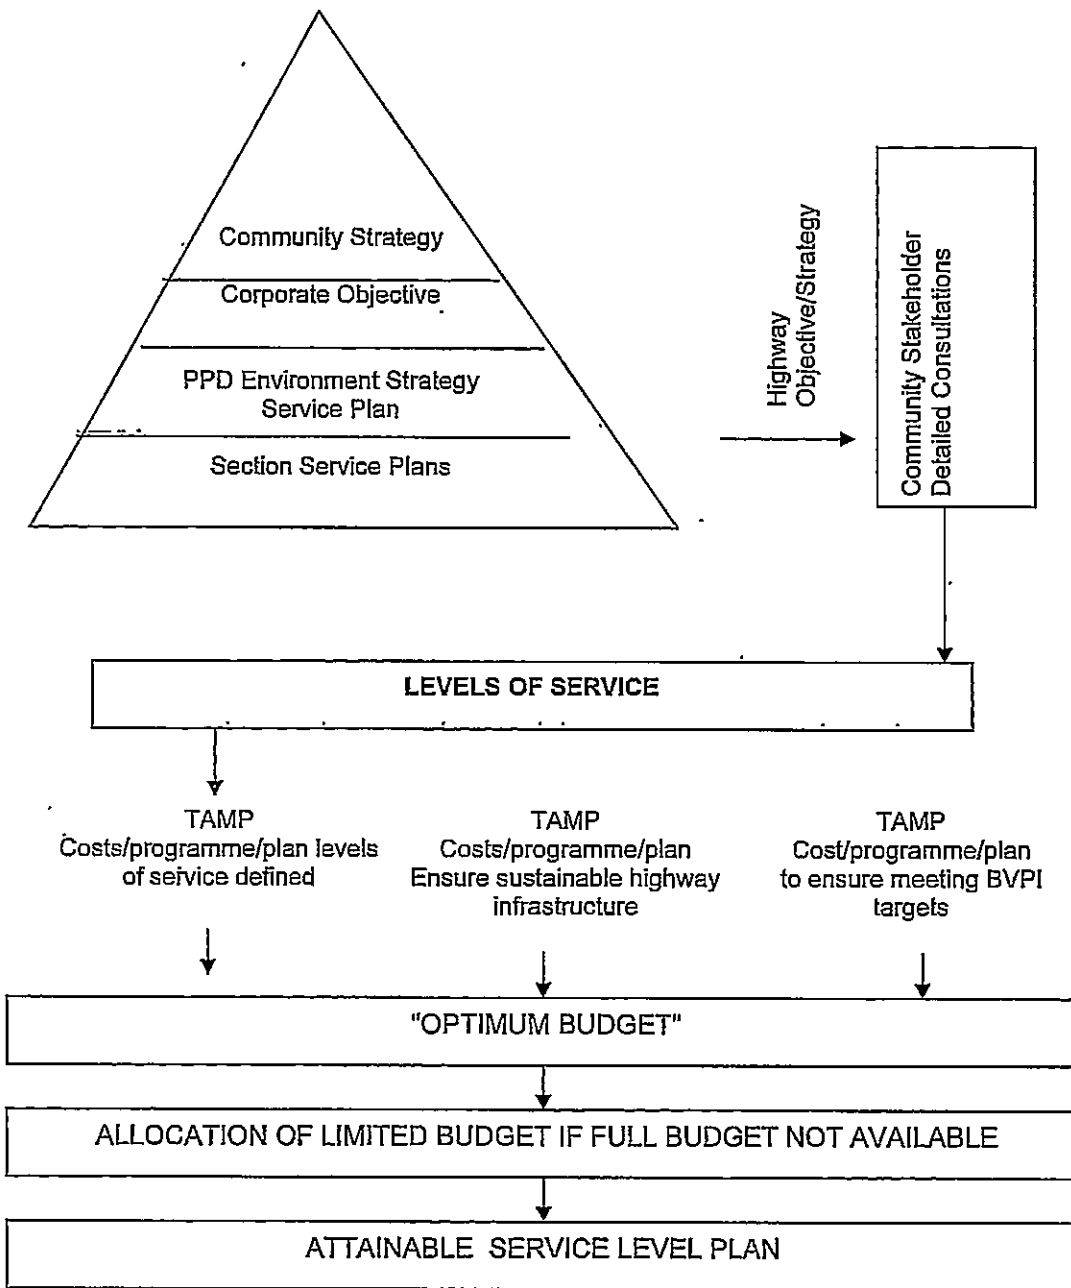 Community Strategy
Corporate Objective
PPD Environment Strategy
Service Plan
Section Service Plans
Highway
Objective/Strategy
Community Stakeholder
Detailed Consultations
LEVELS OF SERVICE
TAMP
Costs/programme/plan levels
of service defined
TAMP
Costs/programme/plan
Ensure sustainable highway
infrastructure
TAMP
Cost/programme/plan
to ensure meeting BVPI
targets
"OPTIMUM BUDGET"
ALLOCATION OF LIMITED BUDGET IF FULL BUDGET NOT AVAILABLE
ATTAINABLE SERVICE LEVEL PLAN